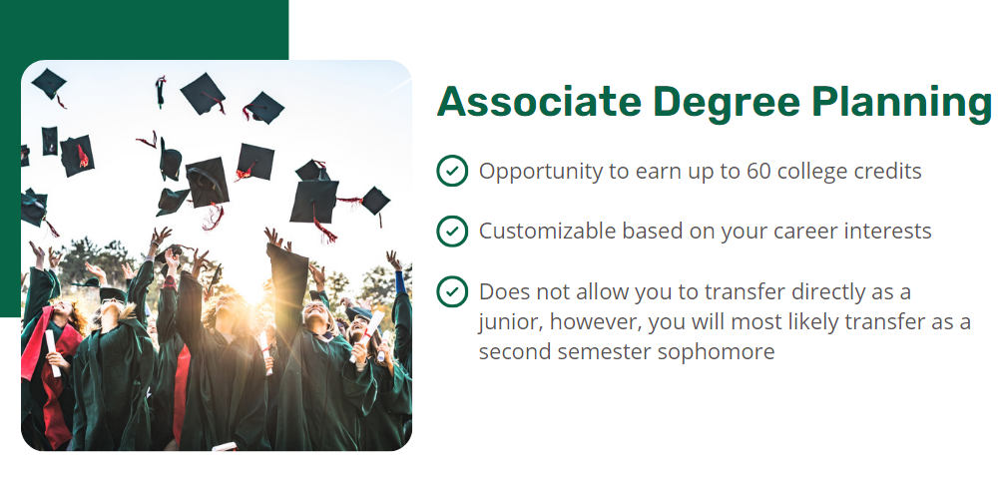 Associate Degree Planning
Opportunity to earn up to 60 college credits
Customizable based on your career interests
Does not allow you to transfer directly as a
junior, however, you will most likely transfer as a
second semester sophomore